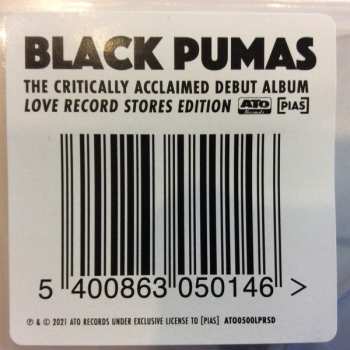 BLACK PUMAS
THE CRITICALLY ACCLAIMED DEBUT ALBUM
LOVE RECORD STORES EDITION ATO Records [PIAS]
5 400863 050146 >
℗ & © 2021 ATO RECORDS UNDER EXCLUSIVE LICENSE TO [PIAS] ATO0500LPRSD